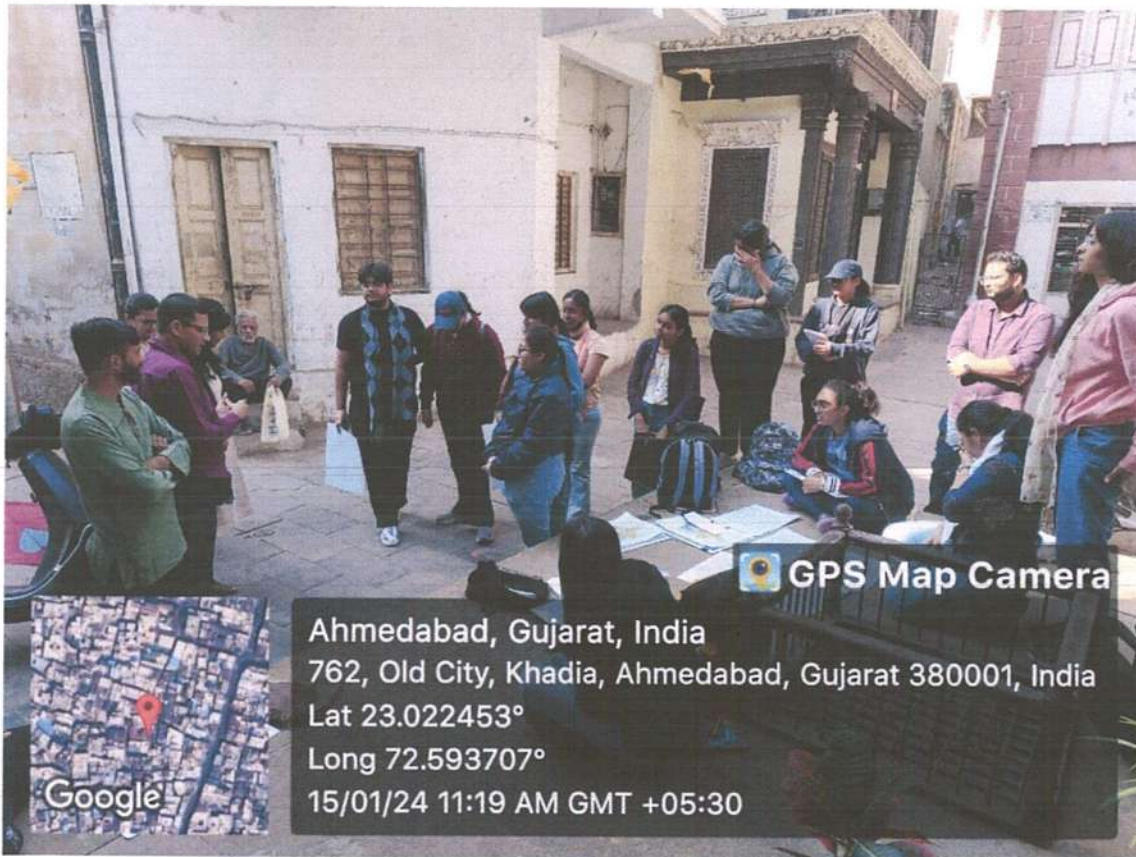 GPS Map Camera
Ahmedabad, Gujarat, India
762, Old City, Khadia, Ahmedabad, Gujarat 380001, India
Lat 23.022453°
Long 72.593707°
15/01/24 11:19 AM GMT +05:30
Google